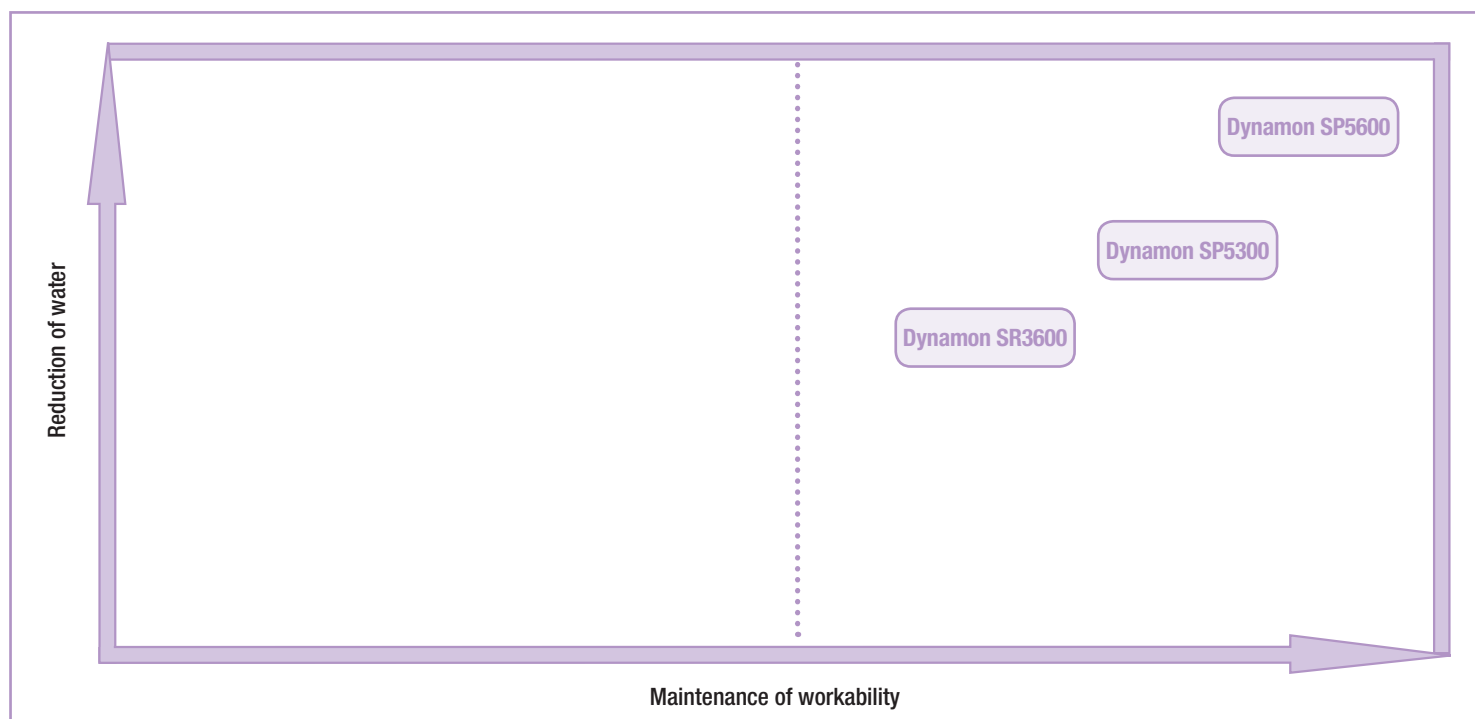 Dynamon SP5600
Dynamon SP5300
Dynamon SR3600
Reduction of water
Maintenance of workability